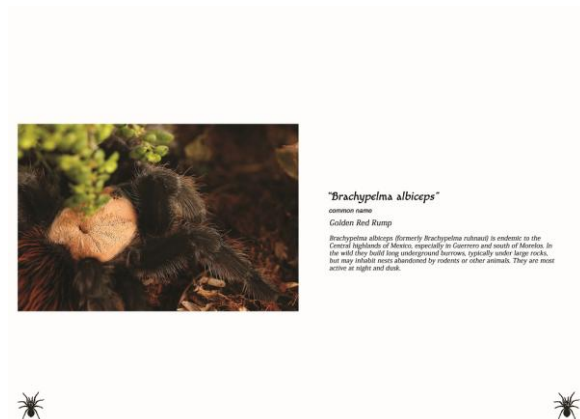 "Brachypelma albiceps"
common name
Golden Red Rump
Brachypelma albiceps (formerly Brachypelma ruhnaui) is endemic to the
Central highlands of Mexico, especially in Guerrero and south of Morelos. In
the wild they build long underground burrows, typically under large rocks,
but may inhabit nests abandoned by rodents or other animals. They are most
active at night and dusk.